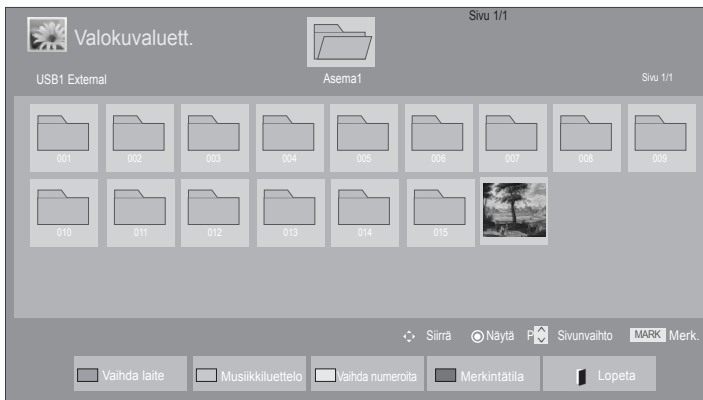 Sivu 1/1
Valokuvaluett.
USB1 External
Asema1
Sivu 1/1
001 002 003 004 005 006 007 008 009
010 011 012 013 014 015
Siirrä Näytä P Sivunvaihto MARK Merk.
Vaihda laite Musiikkiluettelo Vaihda numeroita Merkintätila Lopeta